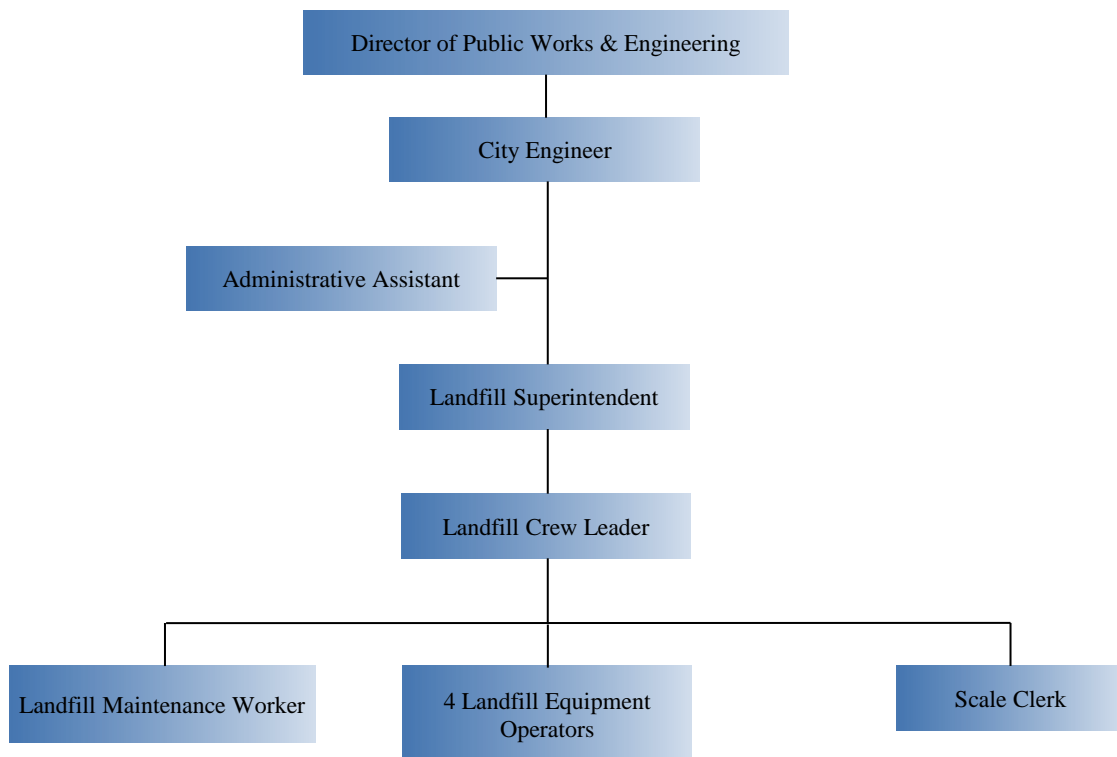 Director of Public Works & Engineering
City Engineer
Administrative Assistant
Landfill Superintendent
Landfill Crew Leader
Landfill Maintenance Worker
4 Landfill Equipment
Operators
Scale Clerk